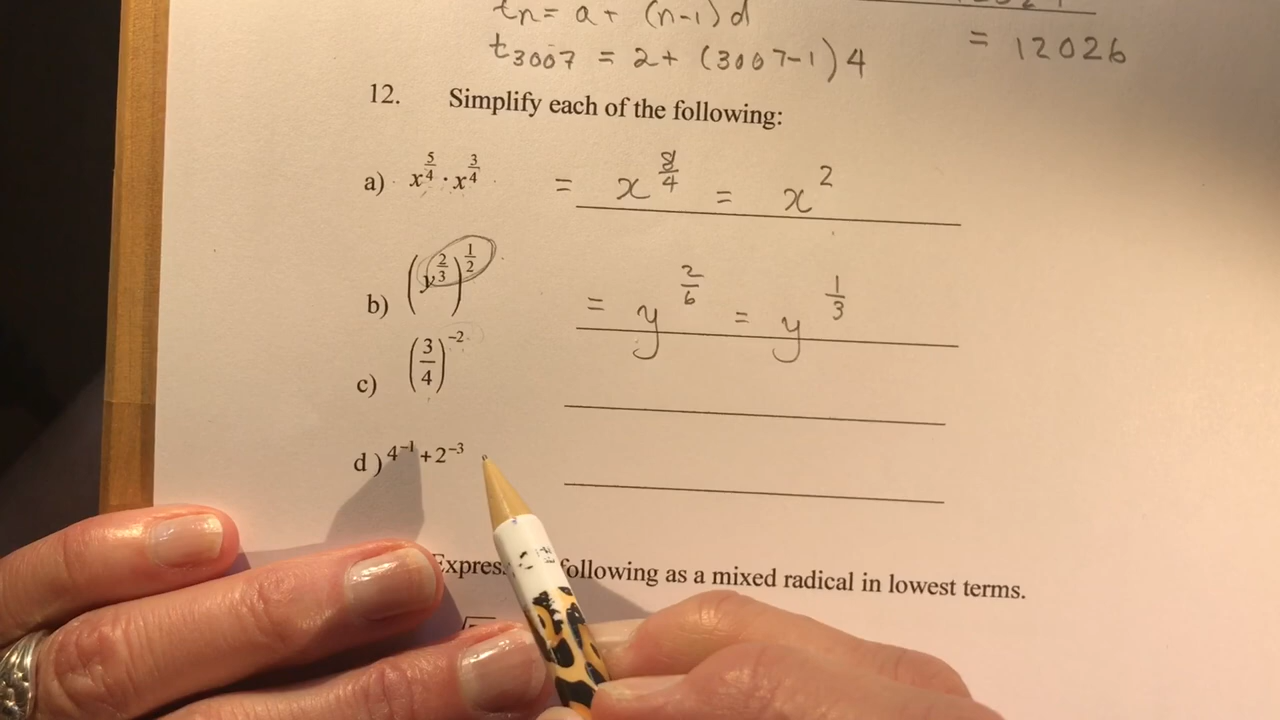 tn = a + (n-1) d
t3007 = 2 + (3007-1) 4 = 12026
12. Simplify each of the following:
a) x^(5/4) · x^(3/4) = x^(8/4) = x^2
b) (y^(2/3))^(1/2) = y^(2/6) = y^(1/3)
c) (3/4)^-2
d) 4^-1 + 2^-3
following as a mixed radical in lowest terms.